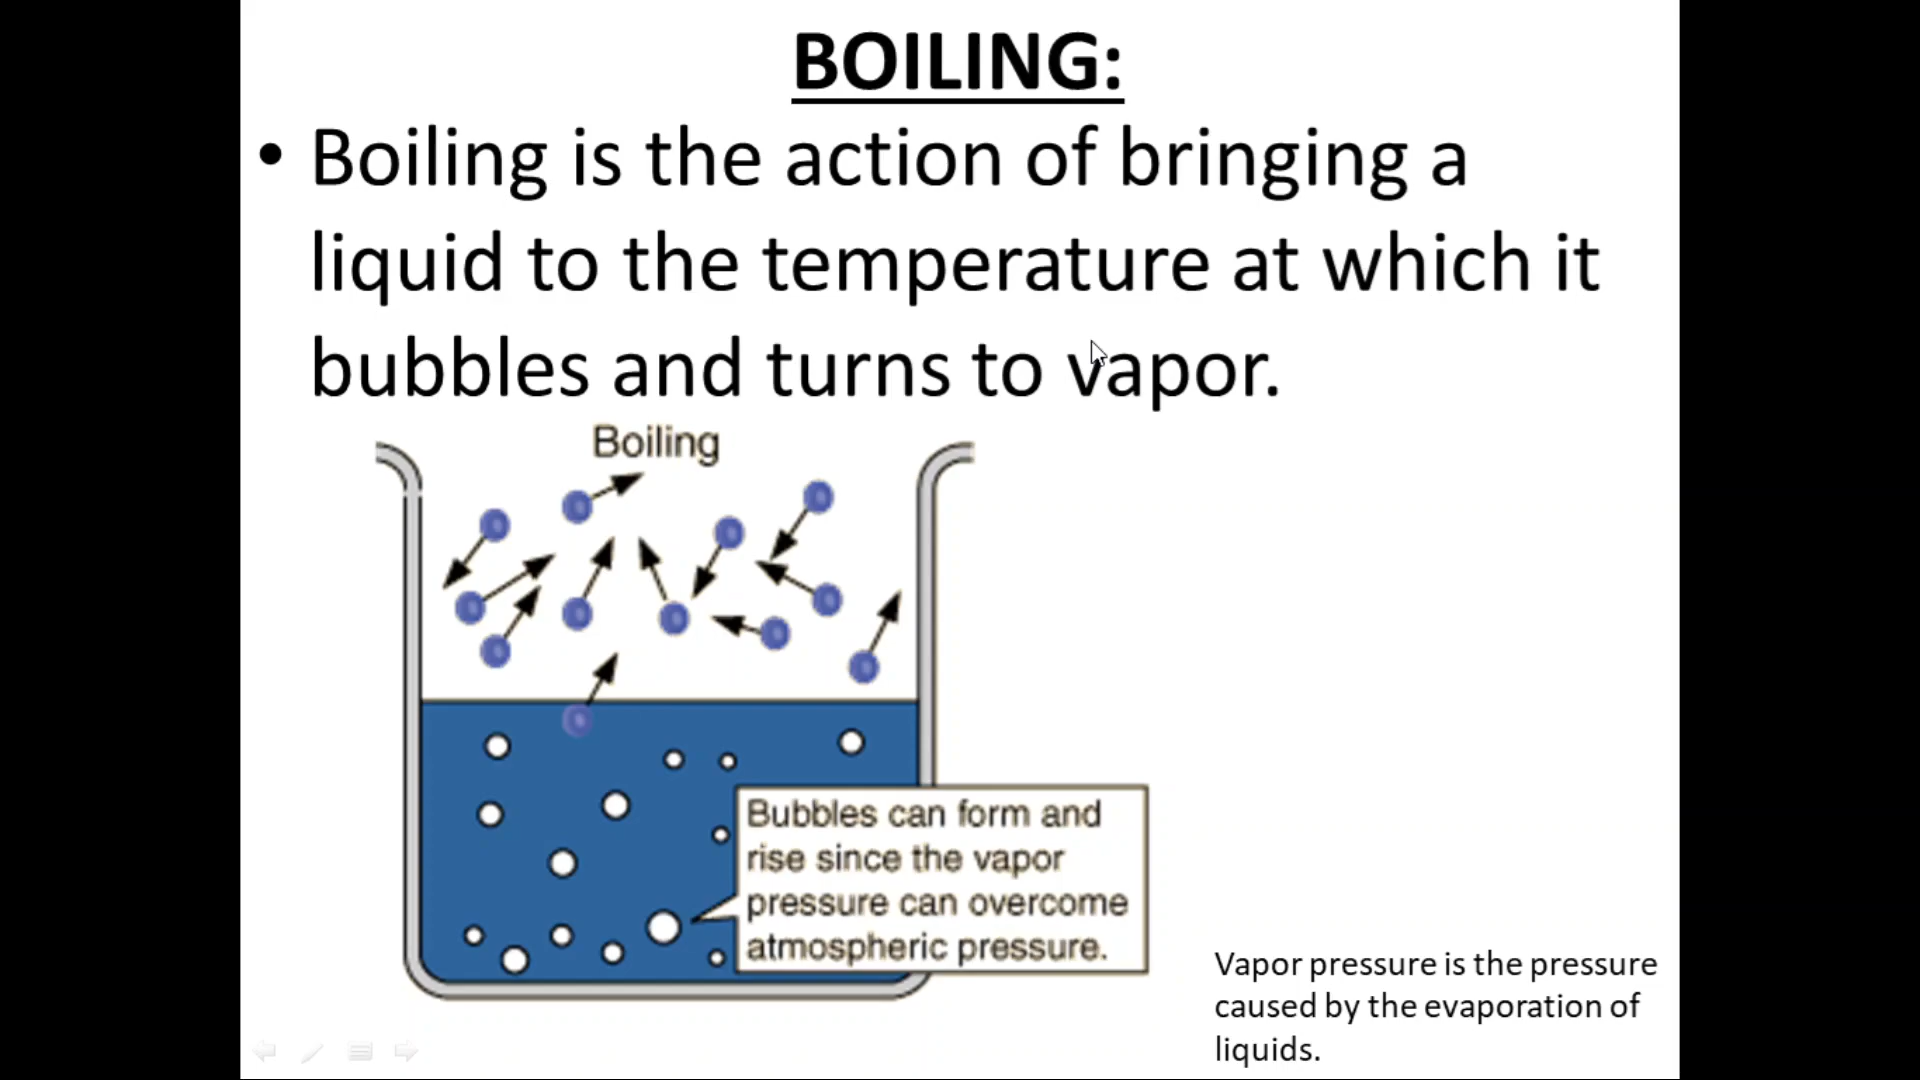 BOILING:
• Boiling is the action of bringing a
liquid to the temperature at which it
bubbles and turns to vapor.
Boiling
Bubbles can form and
rise since the vapor
pressure can overcome
atmospheric pressure.
Vapor pressure is the pressure
caused by the evaporation of
liquids.